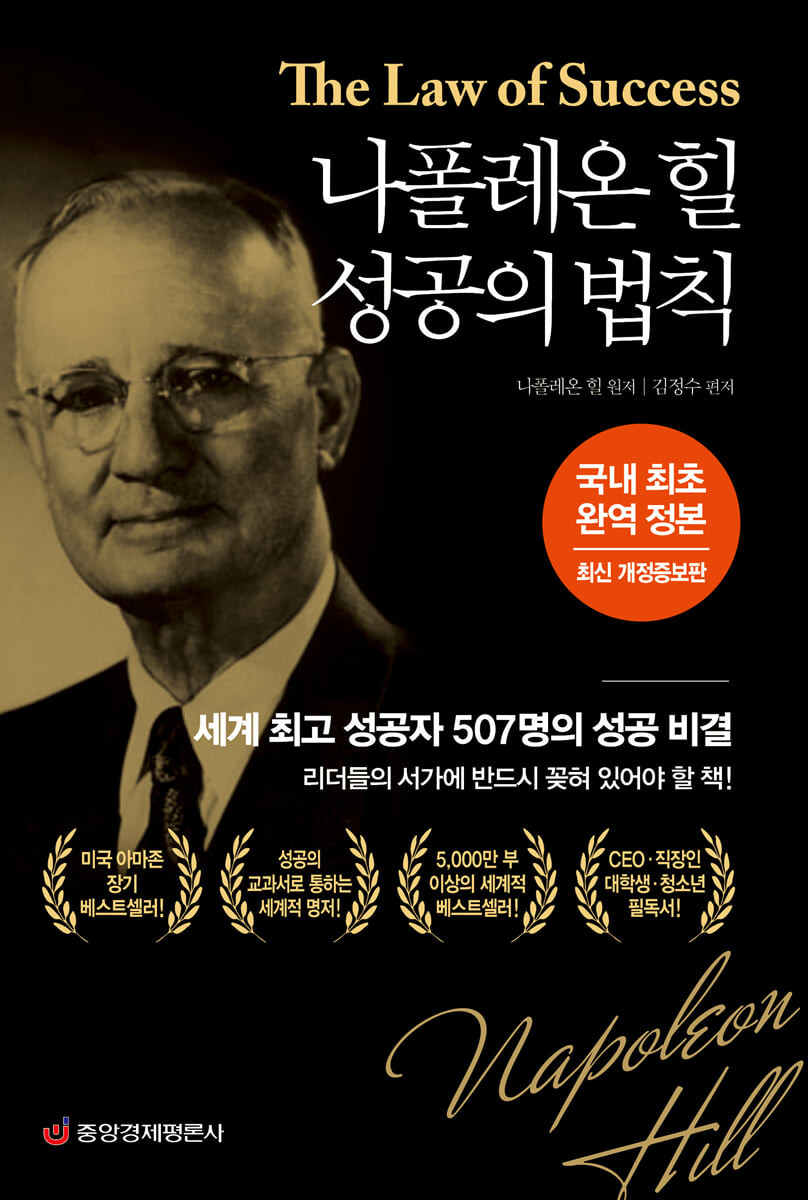 The Law of Success
나폴레온 힐
성공의 법칙
나폴레온 힐 원저 | 김정수 편저
국내 최초
완역 정본
최신 개정증보판
세계 최고 성공자 507명의 성공 비결
리더들의 서가에 반드시 꽂혀 있어야 할 책!
미국 아마존
장기
베스트셀러!
성공의
교과서로 통하는
세계적 명저!
5,000만 부
이상의 세계적
베스트셀러!
CEO·직장인
대학생·청소년
필독서!
Napoleon
Hill
중앙경제평론사